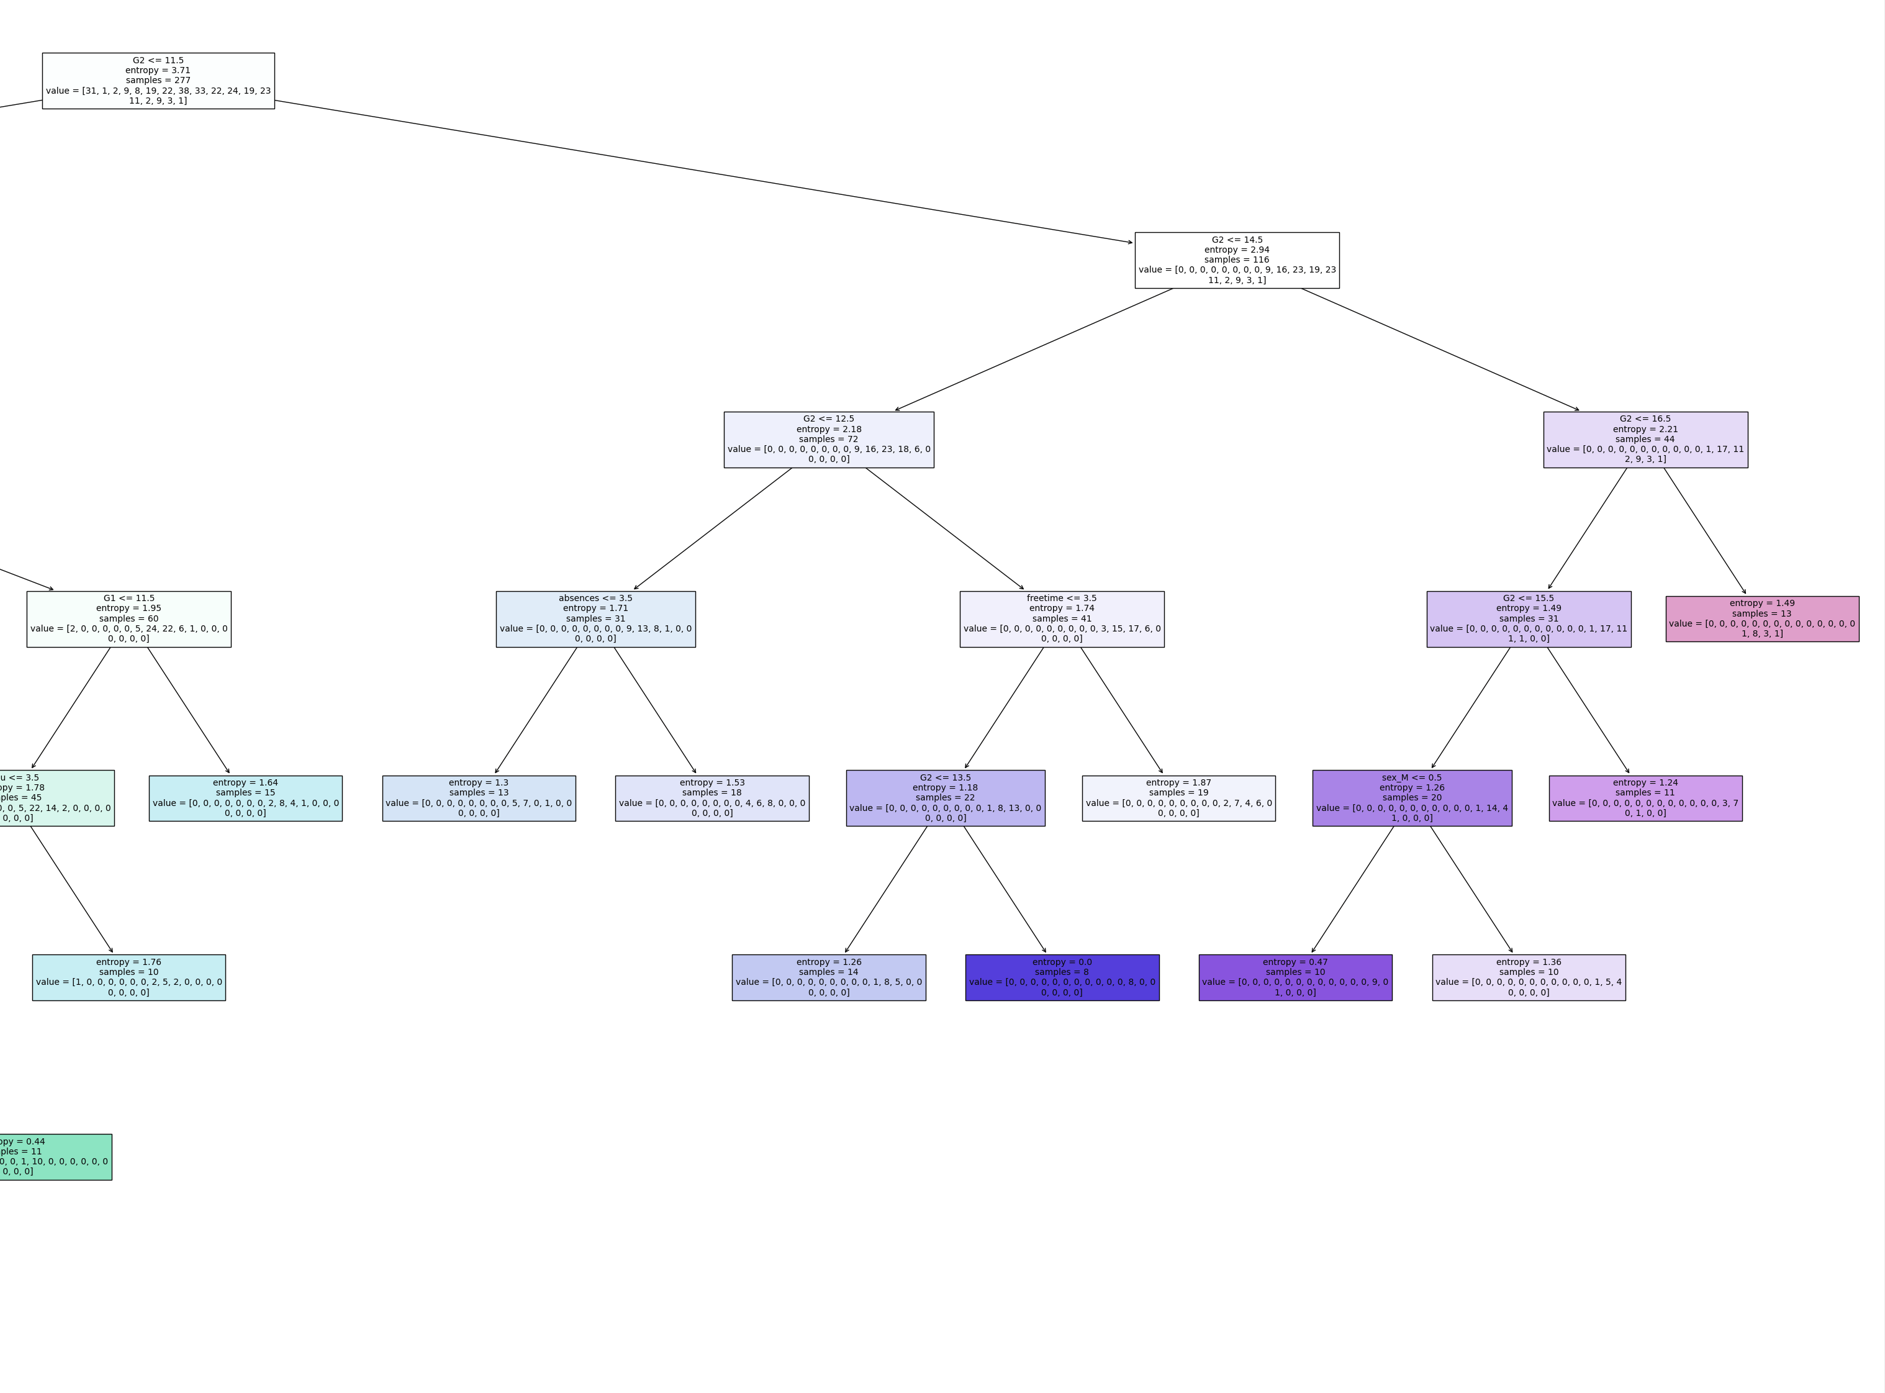 G2 <= 11.5
entropy = 3.71
samples = 277
value = [31, 1, 2, 9, 8, 19, 22, 38, 33, 22, 24, 19, 23
11, 2, 9, 3, 1]
G2 <= 14.5
entropy = 2.94
samples = 116
value = [0, 0, 0, 0, 0, 0, 0, 0, 9, 16, 23, 19, 23
11, 2, 9, 3, 1]
G2 <= 12.5
entropy = 2.18
samples = 72
value = [0, 0, 0, 0, 0, 0, 0, 0, 9, 16, 23, 18, 6, 0
0, 0, 0, 0]
G2 <= 16.5
entropy = 2.21
samples = 44
value = [0, 0, 0, 0, 0, 0, 0, 0, 0, 0, 0, 1, 17, 11
2, 9, 3, 1]
G1 <= 11.5
entropy = 1.95
samples = 60
value = [2, 0, 0, 0, 0, 0, 5, 24, 22, 6, 1, 0, 0, 0
0, 0, 0, 0]
absences <= 3.5
entropy = 1.71
samples = 31
value = [0, 0, 0, 0, 0, 0, 0, 0, 9, 13, 8, 1, 0, 0
0, 0, 0, 0]
freetime <= 3.5
entropy = 1.74
samples = 41
value = [0, 0, 0, 0, 0, 0, 0, 0, 0, 3, 15, 17, 6, 0
0, 0, 0, 0]
G2 <= 15.5
entropy = 1.49
samples = 31
value = [0, 0, 0, 0, 0, 0, 0, 0, 0, 0, 0, 1, 17, 11
1, 1, 0, 0]
entropy = 1.49
samples = 13
value = [0, 0, 0, 0, 0, 0, 0, 0, 0, 0, 0, 0, 0, 0
1, 8, 3, 1]
u <= 3.5
opy = 1.78
ples = 45
0, 0, 5, 22, 14, 2, 0, 0, 0, 0
0, 0, 0]
entropy = 1.64
samples = 15
value = [0, 0, 0, 0, 0, 0, 0, 2, 8, 4, 1, 0, 0, 0
0, 0, 0, 0]
entropy = 1.3
samples = 13
value = [0, 0, 0, 0, 0, 0, 0, 0, 5, 7, 0, 1, 0, 0
0, 0, 0, 0]
entropy = 1.53
samples = 18
value = [0, 0, 0, 0, 0, 0, 0, 0, 4, 6, 8, 0, 0, 0
0, 0, 0, 0]
G2 <= 13.5
entropy = 1.18
samples = 22
value = [0, 0, 0, 0, 0, 0, 0, 0, 0, 1, 8, 13, 0, 0
0, 0, 0, 0]
entropy = 1.87
samples = 19
value = [0, 0, 0, 0, 0, 0, 0, 0, 0, 2, 7, 4, 6, 0
0, 0, 0, 0]
sex_M <= 0.5
entropy = 1.26
samples = 20
value = [0, 0, 0, 0, 0, 0, 0, 0, 0, 0, 0, 1, 14, 4
1, 0, 0, 0]
entropy = 1.24
samples = 11
value = [0, 0, 0, 0, 0, 0, 0, 0, 0, 0, 0, 0, 3, 7
0, 1, 0, 0]
entropy = 1.76
samples = 10
value = [1, 0, 0, 0, 0, 0, 0, 2, 5, 2, 0, 0, 0, 0
0, 0, 0, 0]
entropy = 1.26
samples = 14
value = [0, 0, 0, 0, 0, 0, 0, 0, 0, 1, 8, 5, 0, 0
0, 0, 0, 0]
entropy = 0.0
samples = 8
value = [0, 0, 0, 0, 0, 0, 0, 0, 0, 0, 0, 8, 0, 0
0, 0, 0, 0]
entropy = 0.47
samples = 10
value = [0, 0, 0, 0, 0, 0, 0, 0, 0, 0, 0, 0, 9, 0
1, 0, 0, 0]
entropy = 1.36
samples = 10
value = [0, 0, 0, 0, 0, 0, 0, 0, 0, 0, 0, 1, 5, 4
0, 0, 0, 0]
opy = 0.44
ples = 11
0, 0, 1, 10, 0, 0, 0, 0, 0, 0
0, 0, 0]